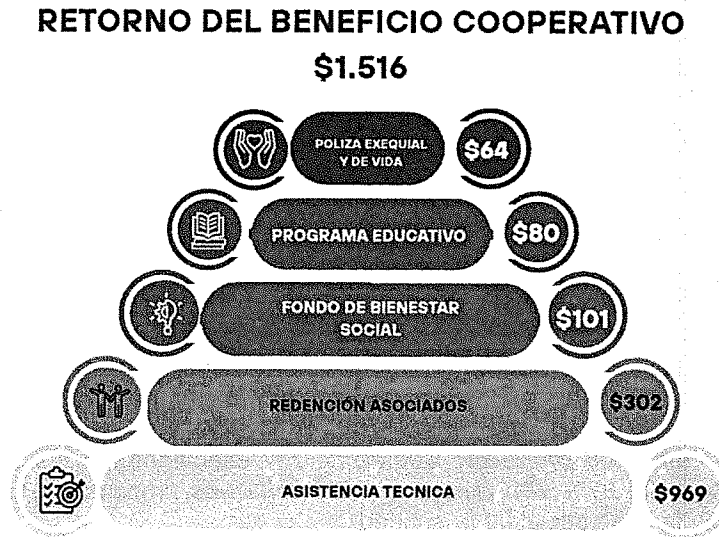 RETORNO DEL BENEFICIO COOPERATIVO
$1.516
POLIZA EXEQUIAL
Y DE VIDA
$64
PROGRAMA EDUCATIVO
$80
FONDO DE BIENESTAR
SOCIAL
$101
REDENCIÓN ASOCIADOS
$302
ASISTENCIA TECNICA
$969